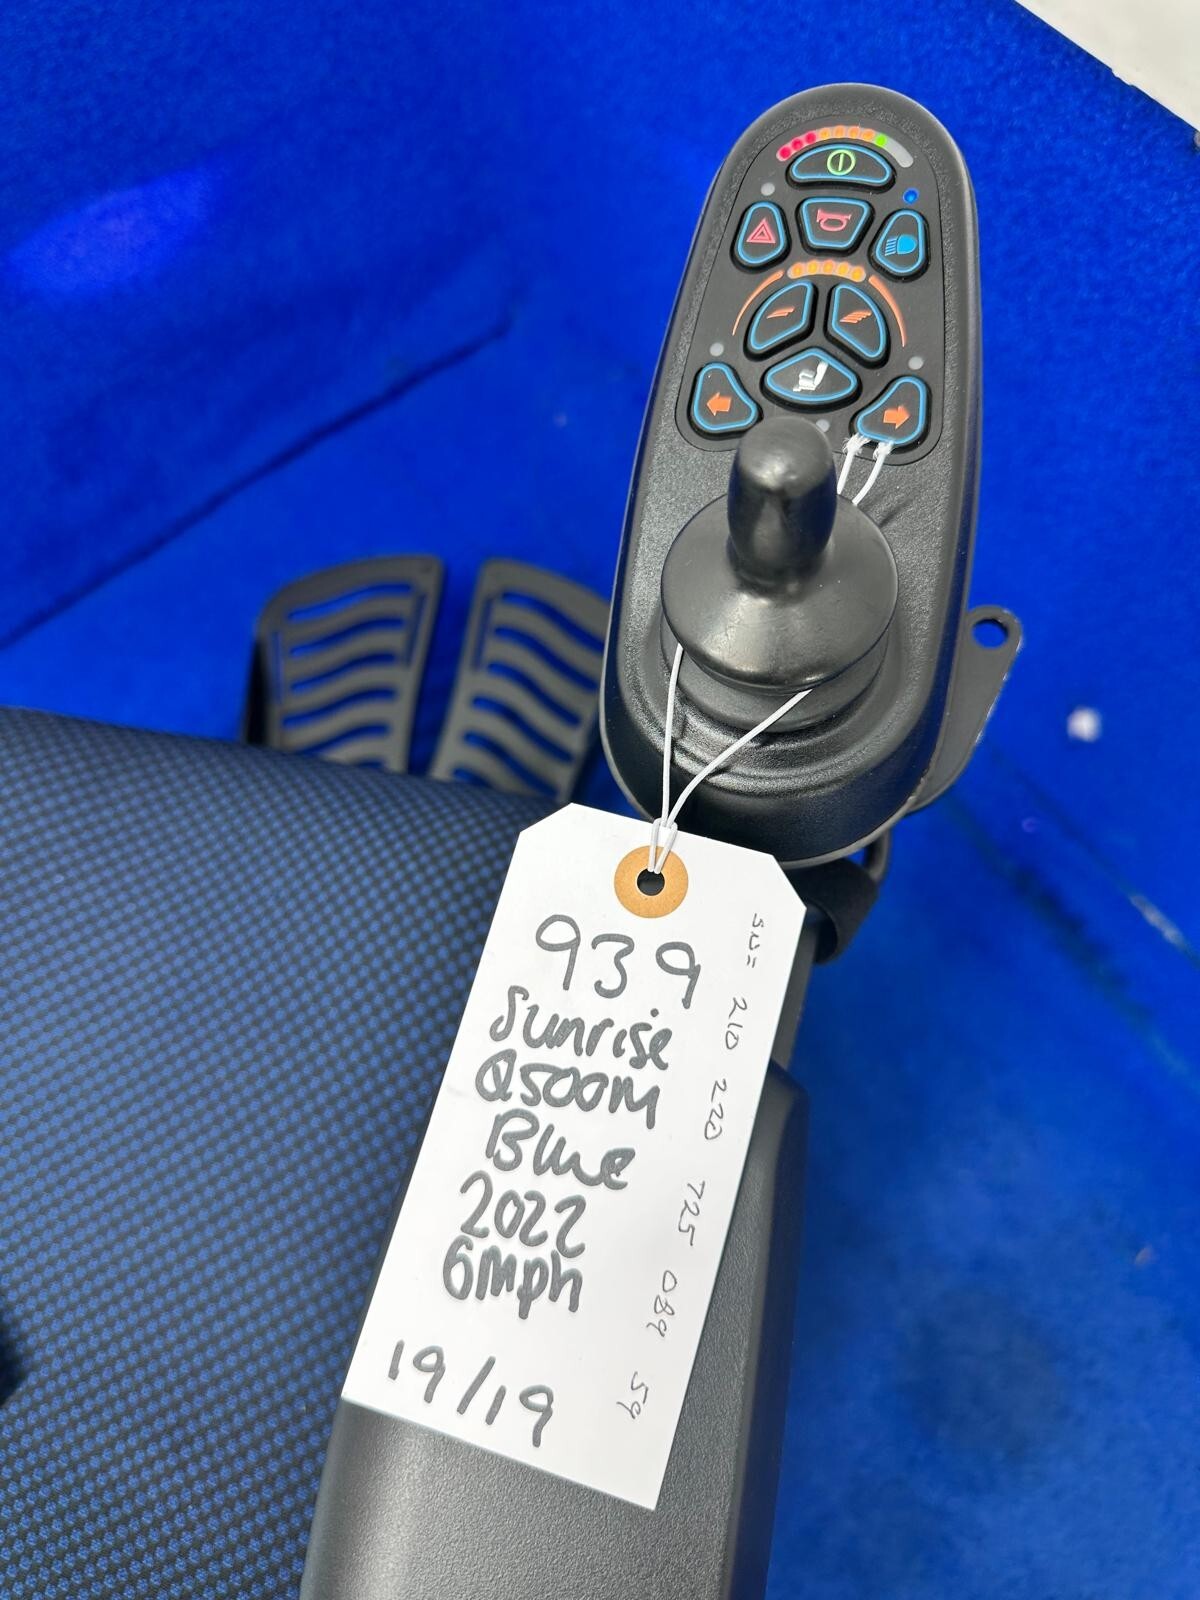 939
Sunrise
Q500M
Blue
2022
6mph
19/19
SN: 210 220 725 089 59